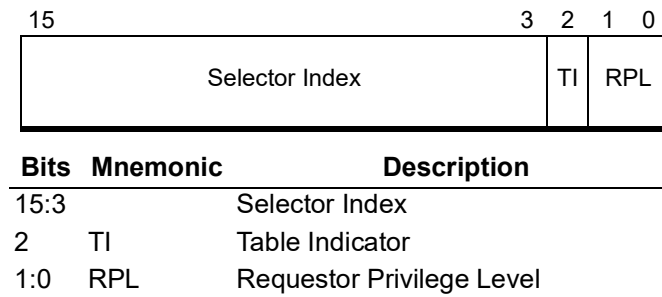 15 3 2 1 0
Selector Index TI RPL
Bits Mnemonic Description
15:3 Selector Index
2 TI Table Indicator
1:0 RPL Requestor Privilege Level